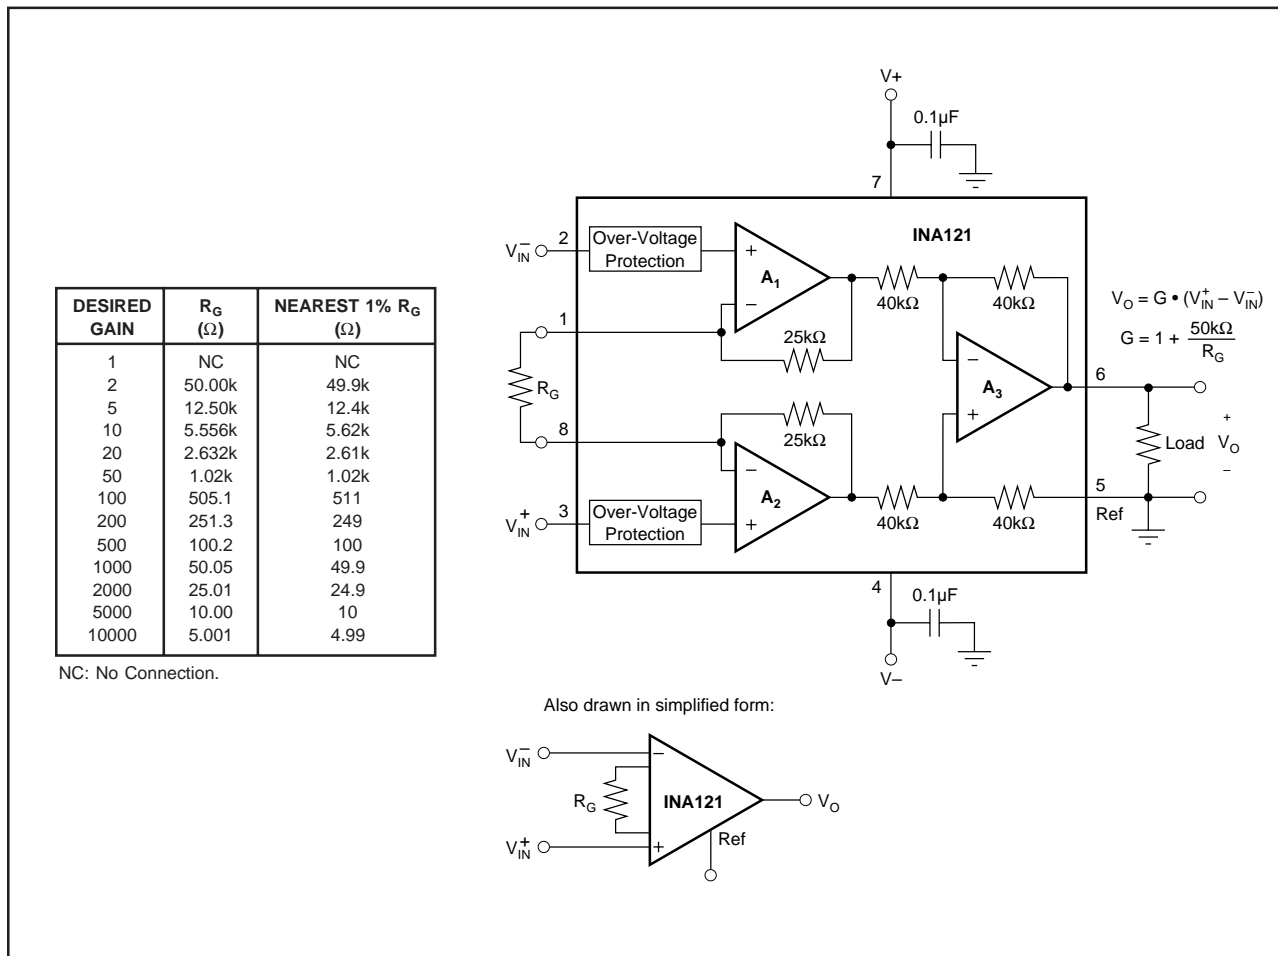 DESIRED GAIN | R_G (Ω) | NEAREST 1% R_G (Ω)
1 | NC | NC
2 | 50.00k | 49.9k
5 | 12.50k | 12.4k
10 | 5.556k | 5.62k
20 | 2.632k | 2.61k
50 | 1.02k | 1.02k
100 | 505.1 | 511
200 | 251.3 | 249
500 | 100.2 | 100
1000 | 50.05 | 49.9
2000 | 25.01 | 24.9
5000 | 10.00 | 10
10000 | 5.001 | 4.99
NC: No Connection.
V+
0.1µF
7
INA121
V_IN^–
2
Over-Voltage
Protection
+
A_1
–
40kΩ
40kΩ
1
25kΩ
R_G
8
25kΩ
–
A_2
+
V_IN^+
3
Over-Voltage
Protection
40kΩ
40kΩ
–
A_3
+
6
V_O = G • (V_IN^+ – V_IN^–)
G = 1 + 50kΩ / R_G
Load
+
V_O
–
5
Ref
4
0.1µF
V–
Also drawn in simplified form:
V_IN^–
–
R_G
INA121
V_O
V_IN^+
+
Ref